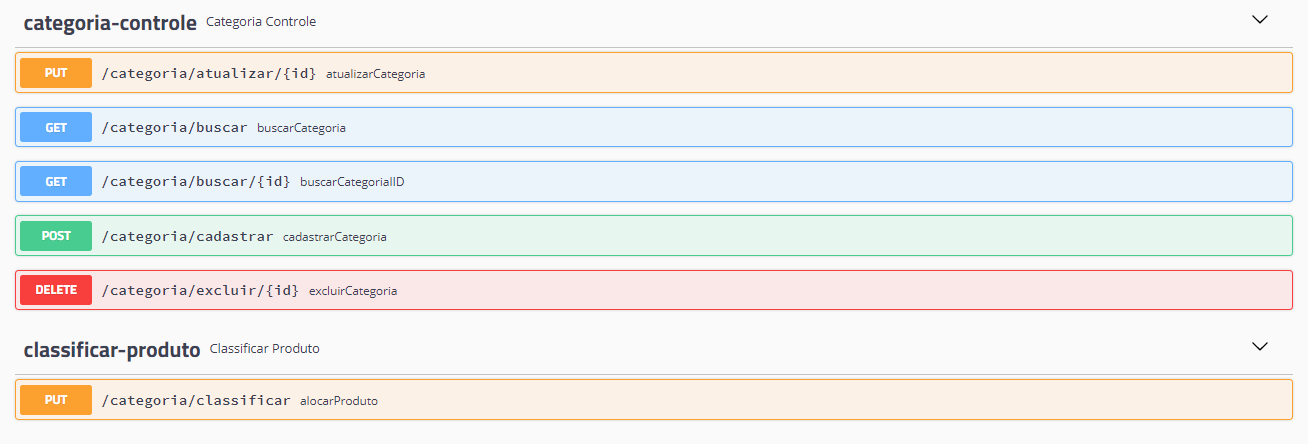 categoria-controle Categoria Controle
PUT /categoria/atualizar/{id} atualizarCategoria
GET /categoria/buscar buscarCategoria
GET /categoria/buscar/{id} buscarCategoriaIID
POST /categoria/cadastrar cadastrarCategoria
DELETE /categoria/excluir/{id} excluirCategoria
classificar-produto Classificar Produto
PUT /categoria/classificar alocarProduto